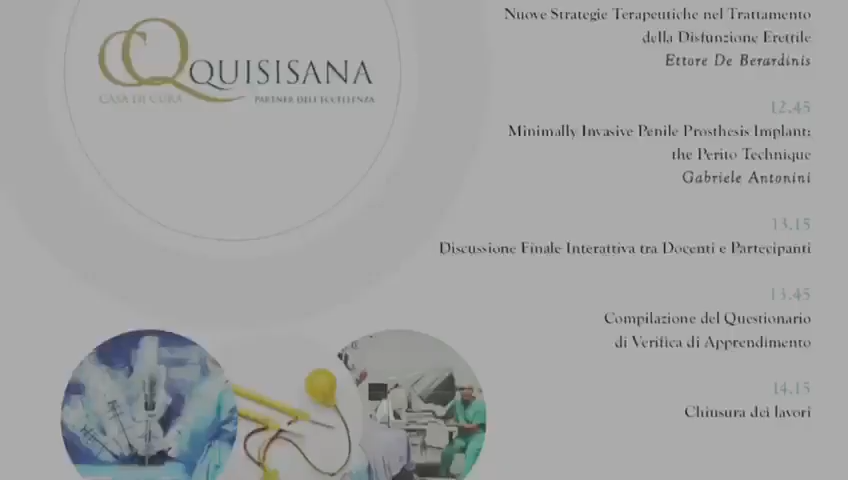 QUISISANA
CASA DI CURA
PARTNER DELL'ECCELLENZA
Nuove Strategie Terapeutiche nel Trattamento
della Disfunzione Erettile
Ettore De Berardinis
12.45
Minimally Invasive Penile Prosthesis Implant:
the Perito Technique
Gabriele Antonini
13.15
Discussione Finale Interattiva tra Docenti e Partecipanti
13.45
Compilazione del Questionario
di Verifica di Apprendimento
14.15
Chiusura dei lavori